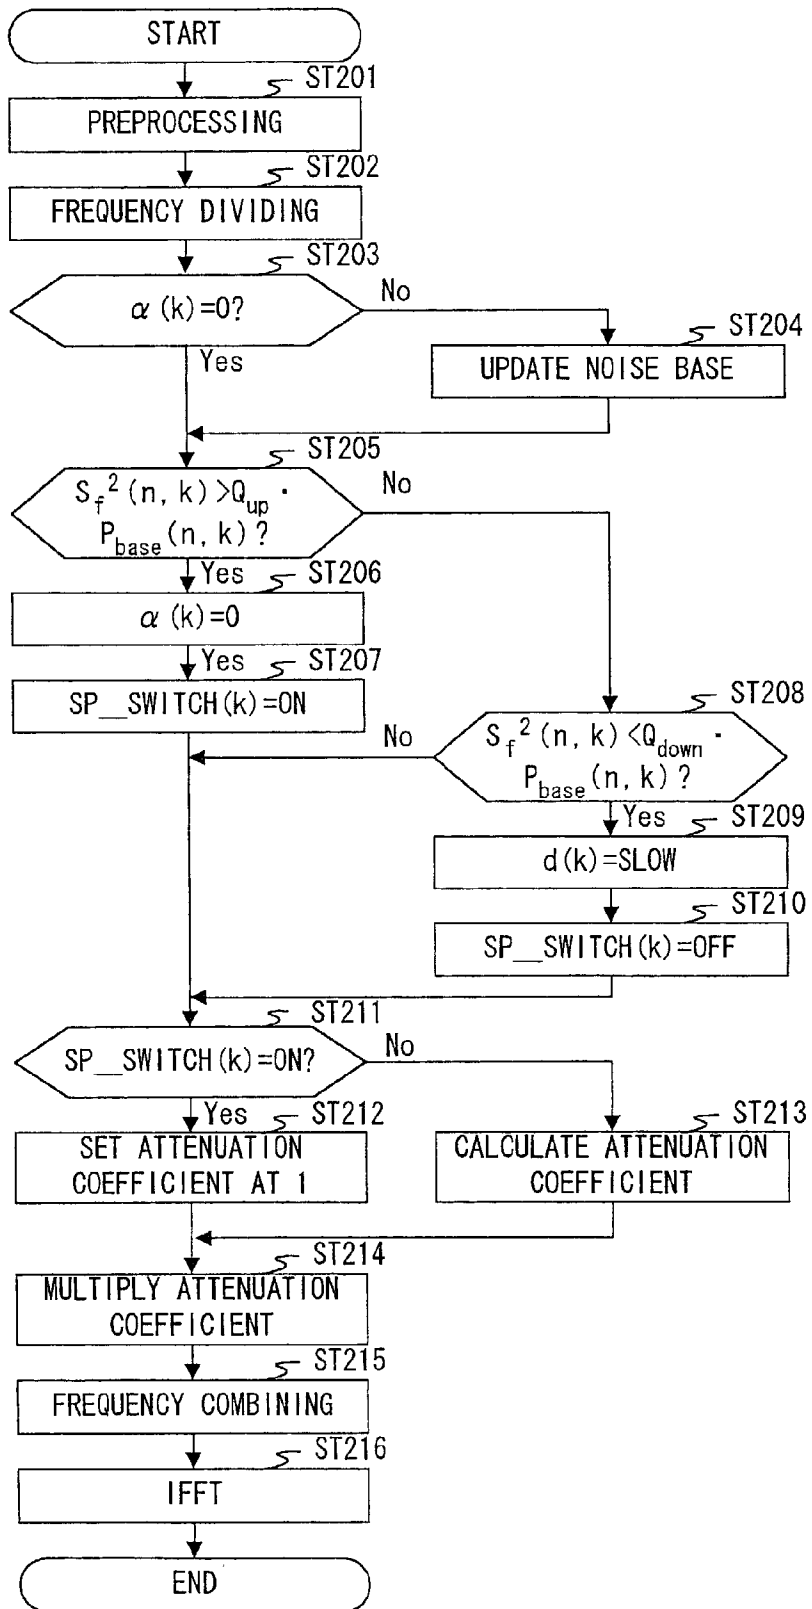 START
ST201
PREPROCESSING
ST202
FREQUENCY DIVIDING
ST203
α(k)=0?
No
Yes
ST204
UPDATE NOISE BASE
ST205
S_f^2(n,k)>Q_up・
P_base(n,k)?
No
Yes
ST206
α(k)=0
Yes
ST207
SP__SWITCH(k)=ON
ST208
S_f^2(n,k)<Q_down・
P_base(n,k)?
No
Yes
ST209
d(k)=SLOW
ST210
SP__SWITCH(k)=OFF
ST211
SP__SWITCH(k)=ON?
No
Yes
ST212
SET ATTENUATION
COEFFICIENT AT 1
ST213
CALCULATE ATTENUATION
COEFFICIENT
ST214
MULTIPLY ATTENUATION
COEFFICIENT
ST215
FREQUENCY COMBINING
ST216
IFFT
END